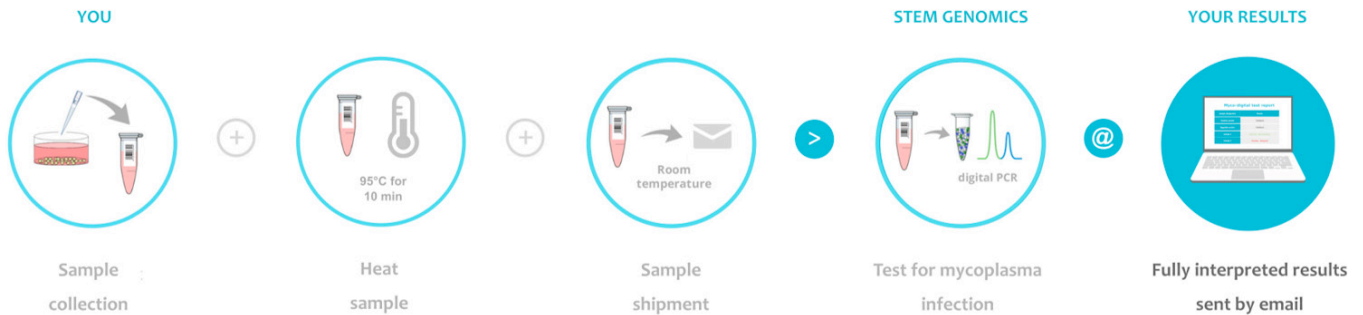 YOU
STEM GENOMICS
YOUR RESULTS
95°C for
10 min
Room
temperature
digital PCR
Sample
collection
Heat
sample
Sample
shipment
Test for mycoplasma
infection
Fully interpreted results
sent by email
>
@